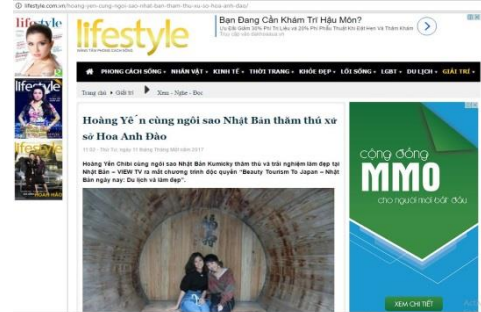 lifestyle.com.vn/hoang-yen-cung-ngoi-sao-nhat-ban-tham-thu-xu-so-hoa-anh-dao/
lifestyle
lifestyle
Bạn Đang Cần Khám Trĩ Hậu Môn?
PHONG CÁCH SỐNG
NHÂN VẬT
KINH TẾ
THỜI TRANG
KHỎE ĐẸP
LỐI SỐNG
LGBT
DU LỊCH
GIẢI TRÍ
Trang chủ
Giải trí
Xem - Nghe - Đọc
Hoàng Yến cùng ngôi sao Nhật Bản thăm thú xứ
sở Hoa Anh Đào
Hoàng Yến Chibi cùng ngôi sao Nhật Bản Kumicky thăm thú và trải nghiệm làm đẹp tại
Nhật Bản – VIEW TV ra mắt chương trình độc quyền "Beauty Tourism To Japan – Nhật
Bản ngày nay: Du lịch và làm đẹp".
lifestyle
lifestyle
cộng đồng
MMO
cho người mới bắt đầu
XEM CHI TIẾT